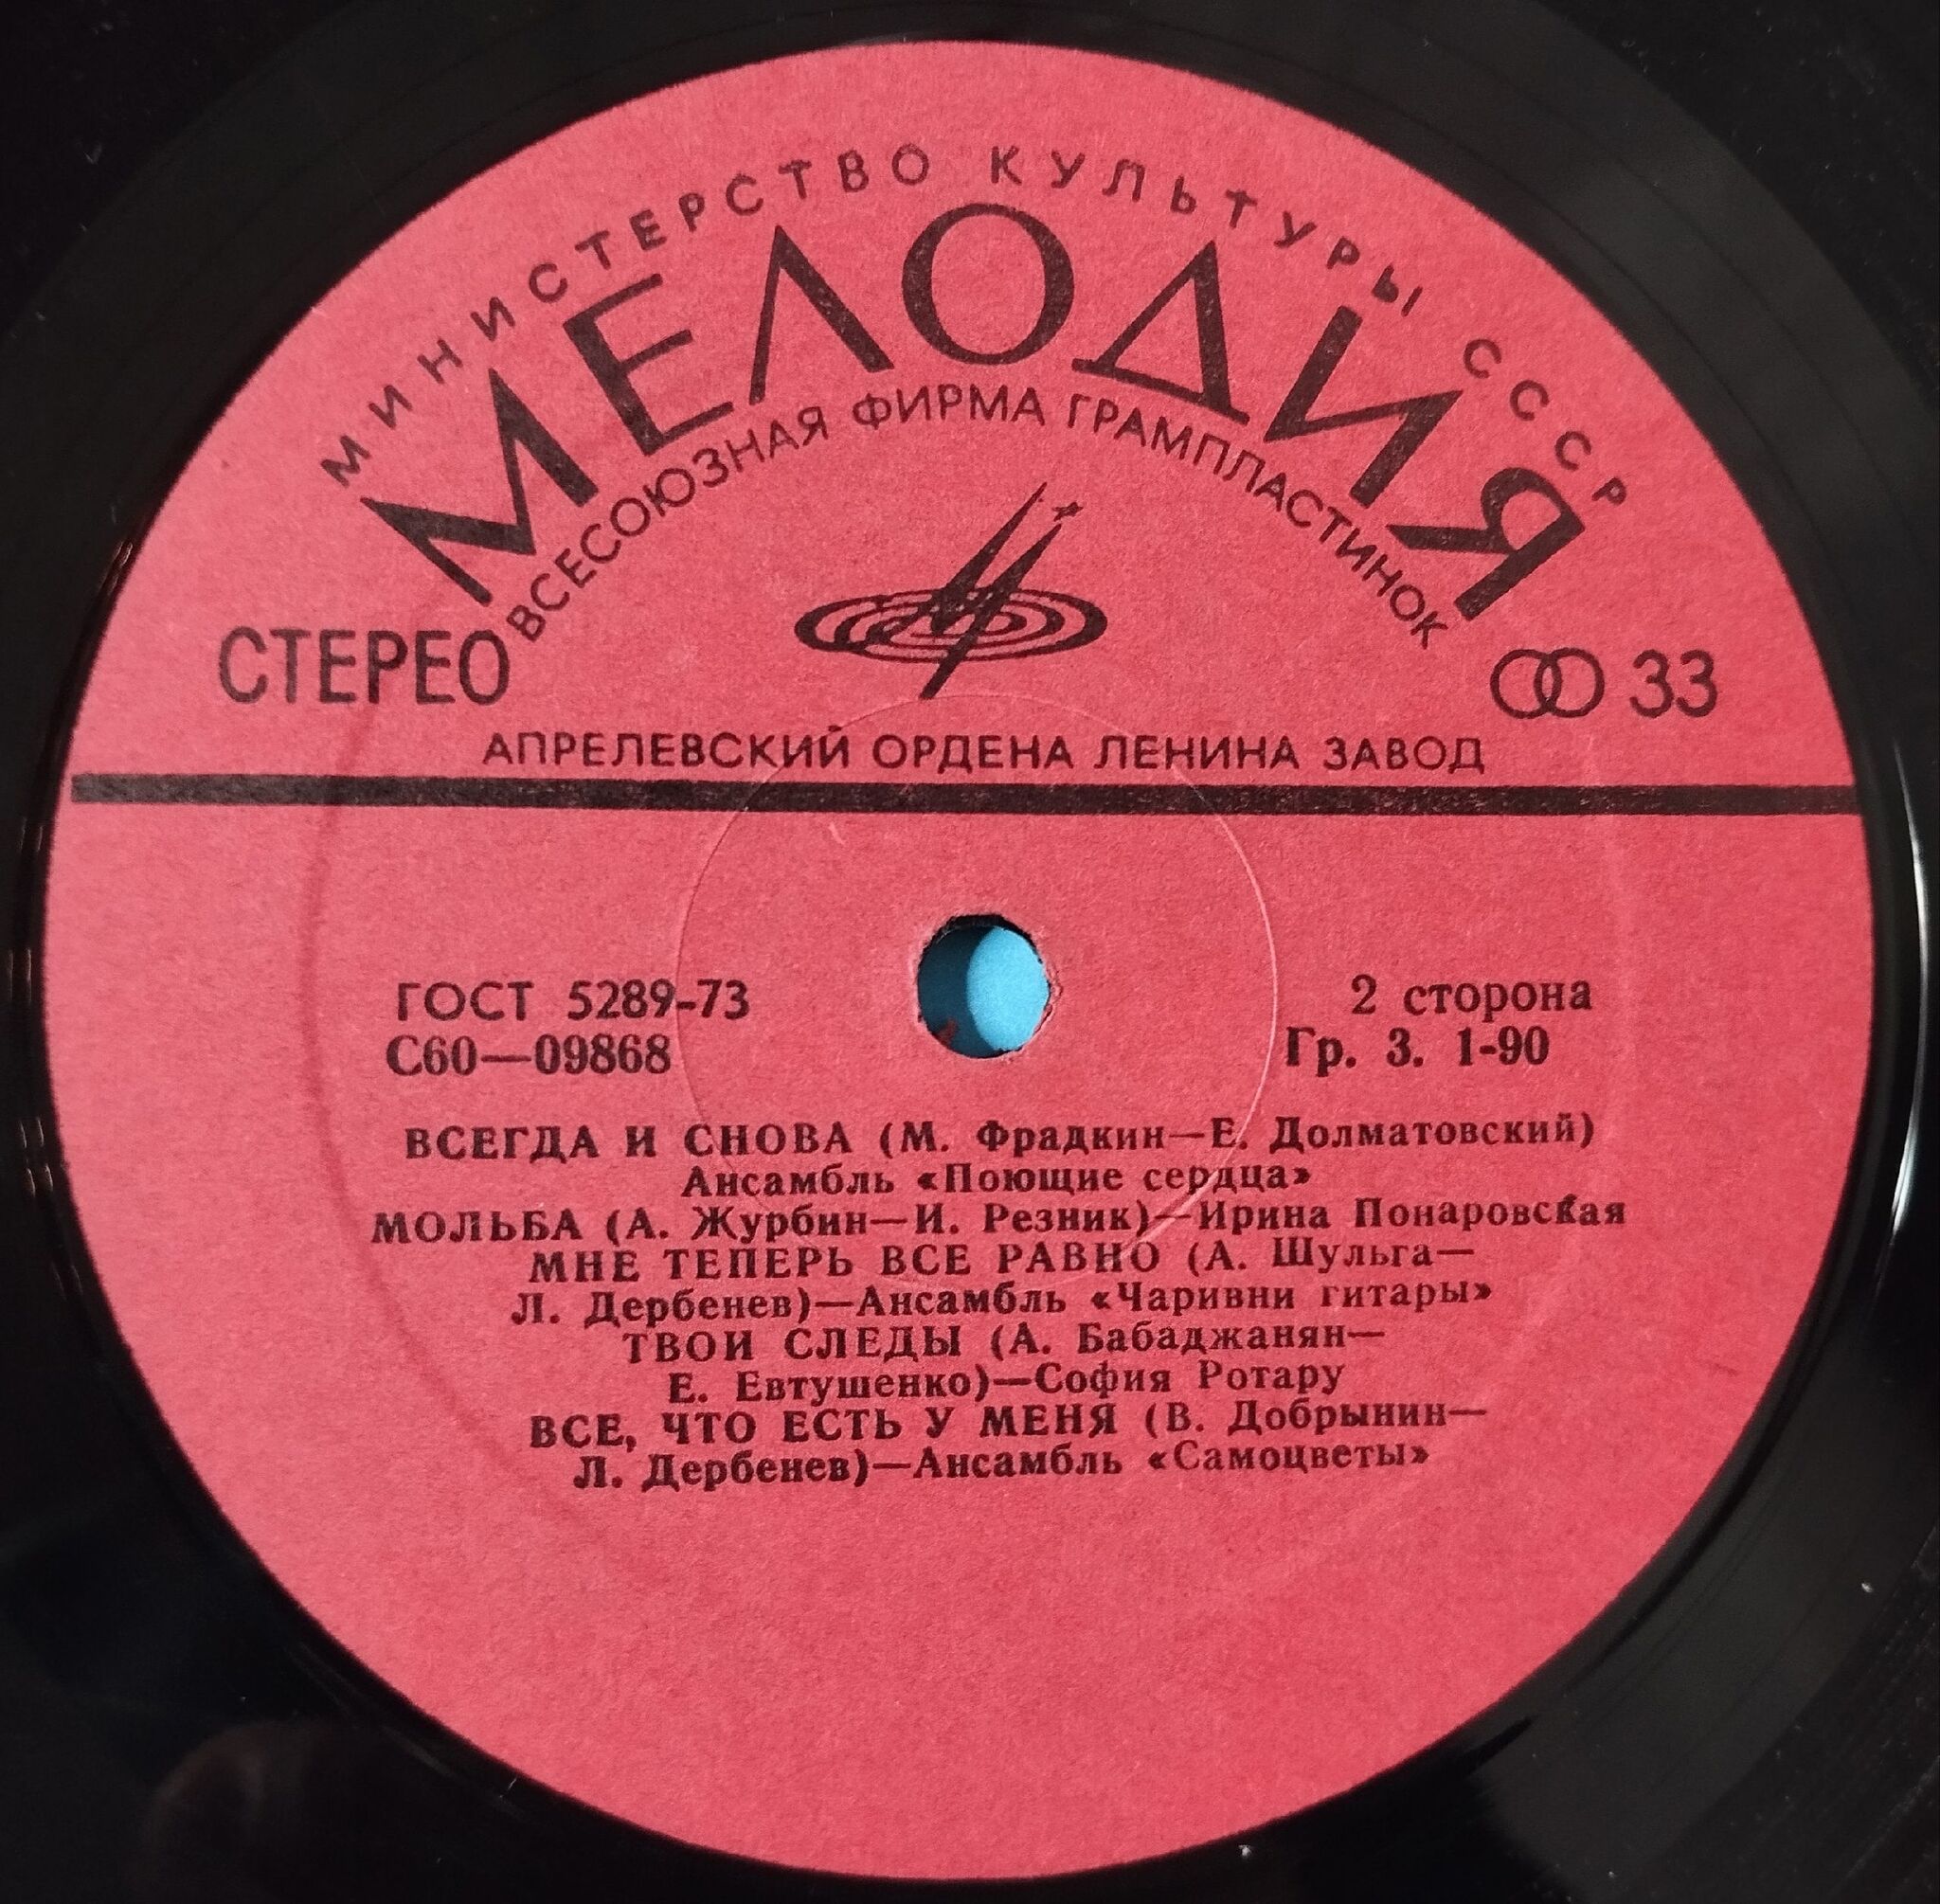 МИНИСТЕРСТВО КУЛЬТУРЫ СССР
МЕЛОДИЯ
ВСЕСОЮЗНАЯ ФИРМА ГРАМПЛАСТИНОК
СТЕРЕО
33
АПРЕЛЕВСКИЙ ОРДЕНА ЛЕНИНА ЗАВОД
ГОСТ 5289-73
2 сторона
С60—09868
Гр. 3. 1-90
ВСЕГДА И СНОВА (М. Фрадкин—Е. Долматовский)
Ансамбль «Поющие сердца»
МОЛЬБА (А. Журбин—И. Резник)—Ирина Понаровская
МНЕ ТЕПЕРЬ ВСЕ РАВНО (А. Шульга—
Л. Дербенев)—Ансамбль «Чаривни гитары»
ТВОИ СЛЕДЫ (А. Бабаджанян—
Е. Евтушенко)—София Ротару
ВСЕ, ЧТО ЕСТЬ У МЕНЯ (В. Добрынин—
Л. Дербенев)—Ансамбль «Самоцветы»